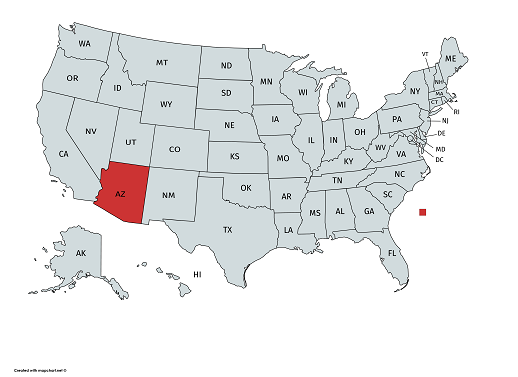 WA
OR
CA
NV
ID
MT
WY
UT
CO
AZ
NM
ND
SD
NE
KS
OK
TX
MN
IA
MO
AR
LA
WI
IL
MI
IN
OH
KY
TN
MS
AL
GA
FL
SC
NC
VA
WV
PA
NY
VT
NH
ME
MA
CT
RI
NJ
DE
MD
DC
AK
HI
Created with mapchart.net ©